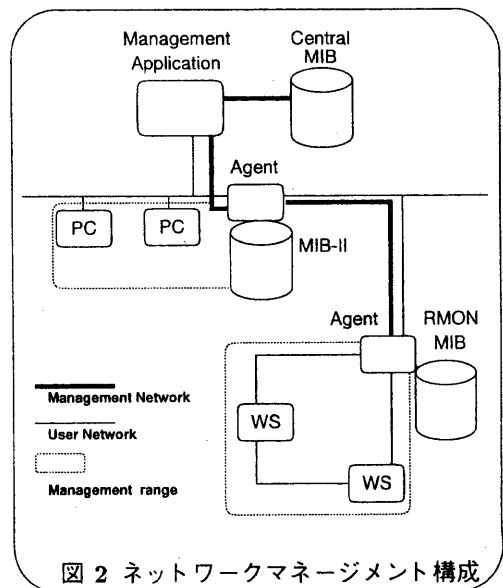 Management
Application
Central
MIB
Agent
PC
PC
MIB-II
Agent
RMON
MIB
WS
WS
Management Network
User Network
Management range
図 2 ネットワークマネージメント構成